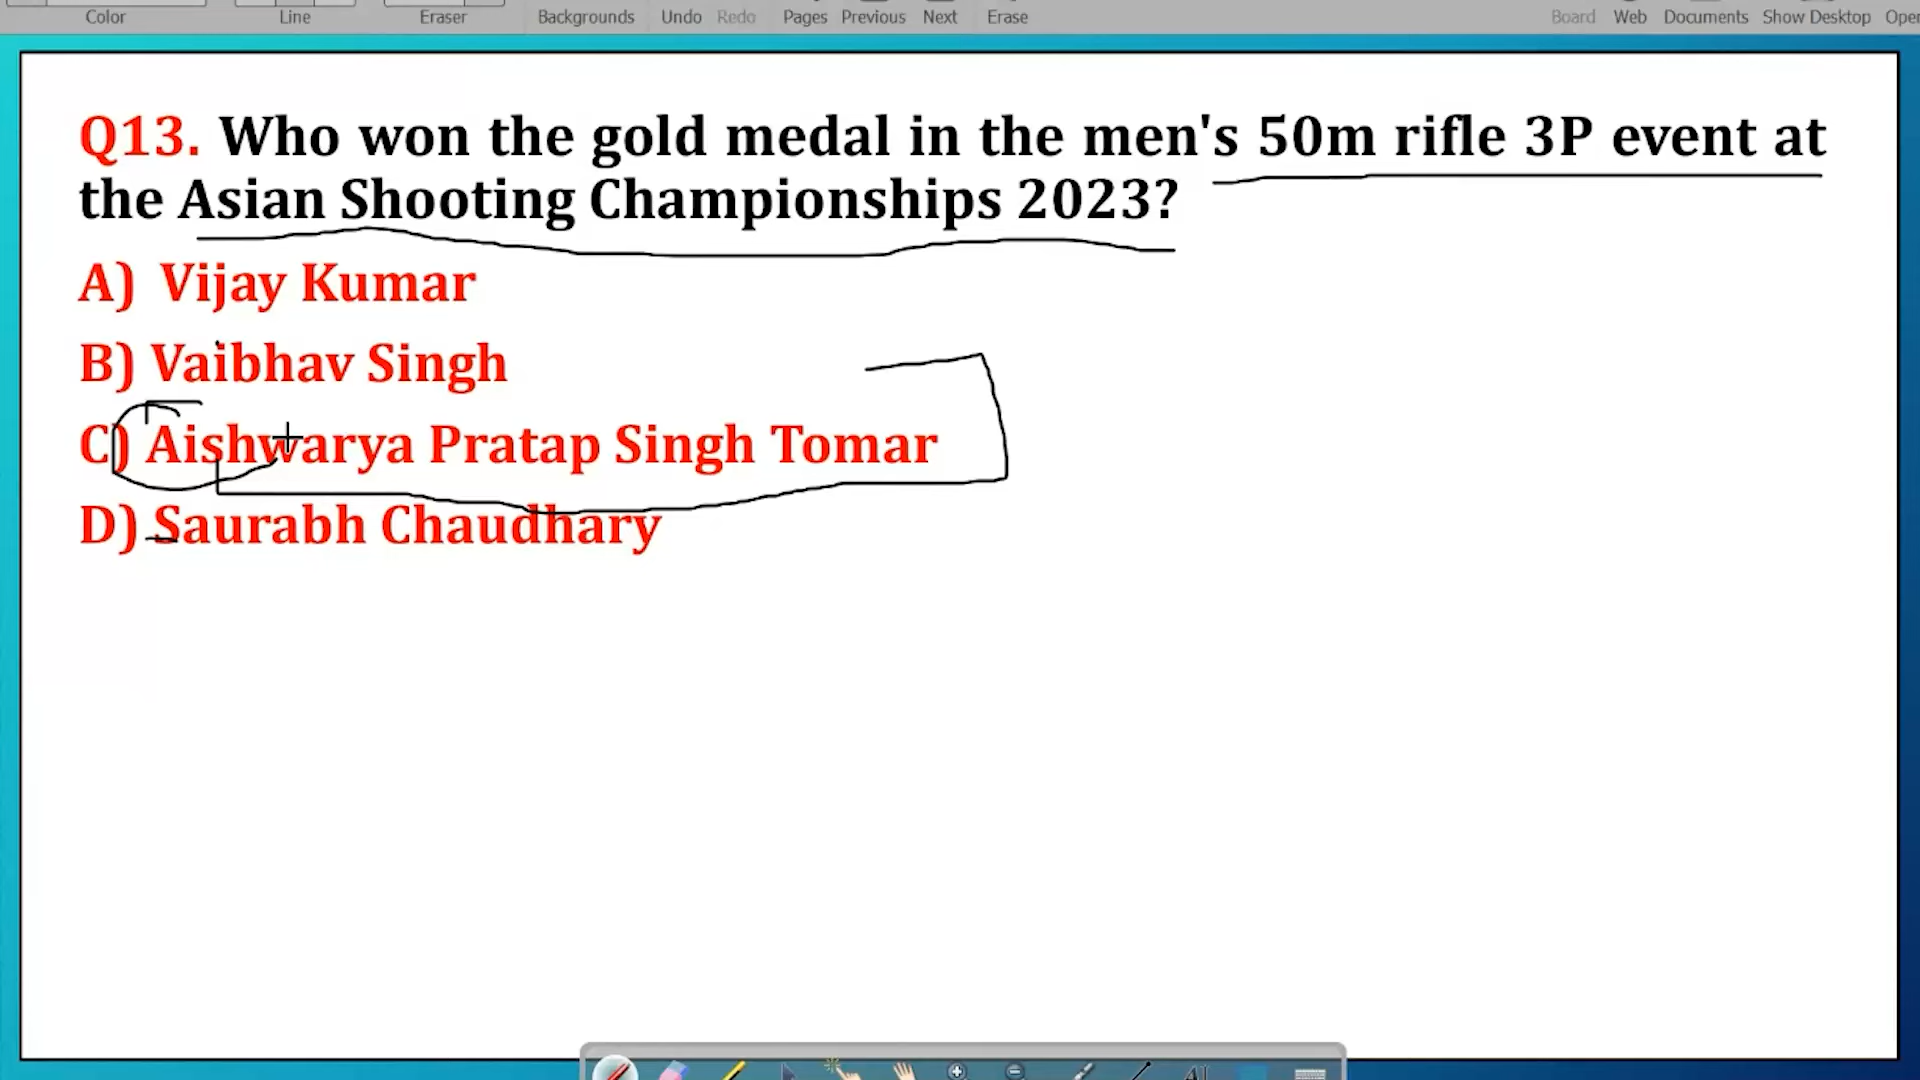 Color Line Eraser Backgrounds Undo Redo Pages Previous Next Erase Board Web Documents Show Desktop
Q13. Who won the gold medal in the men's 50m rifle 3P event at
the Asian Shooting Championships 2023?
A) Vijay Kumar
B) Vaibhav Singh
C) Aishwarya Pratap Singh Tomar
D) Saurabh Chaudhary